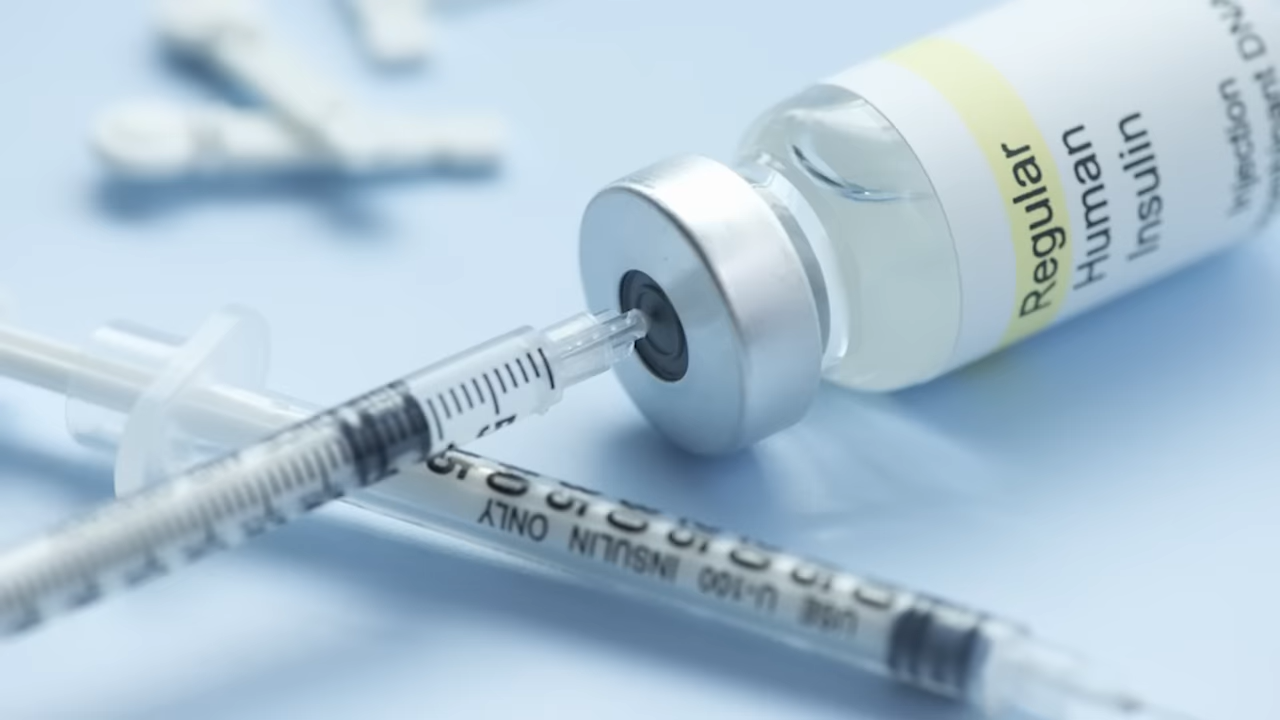 Regular
Human
Insulin
Injection
USE U-100 INSULIN ONLY